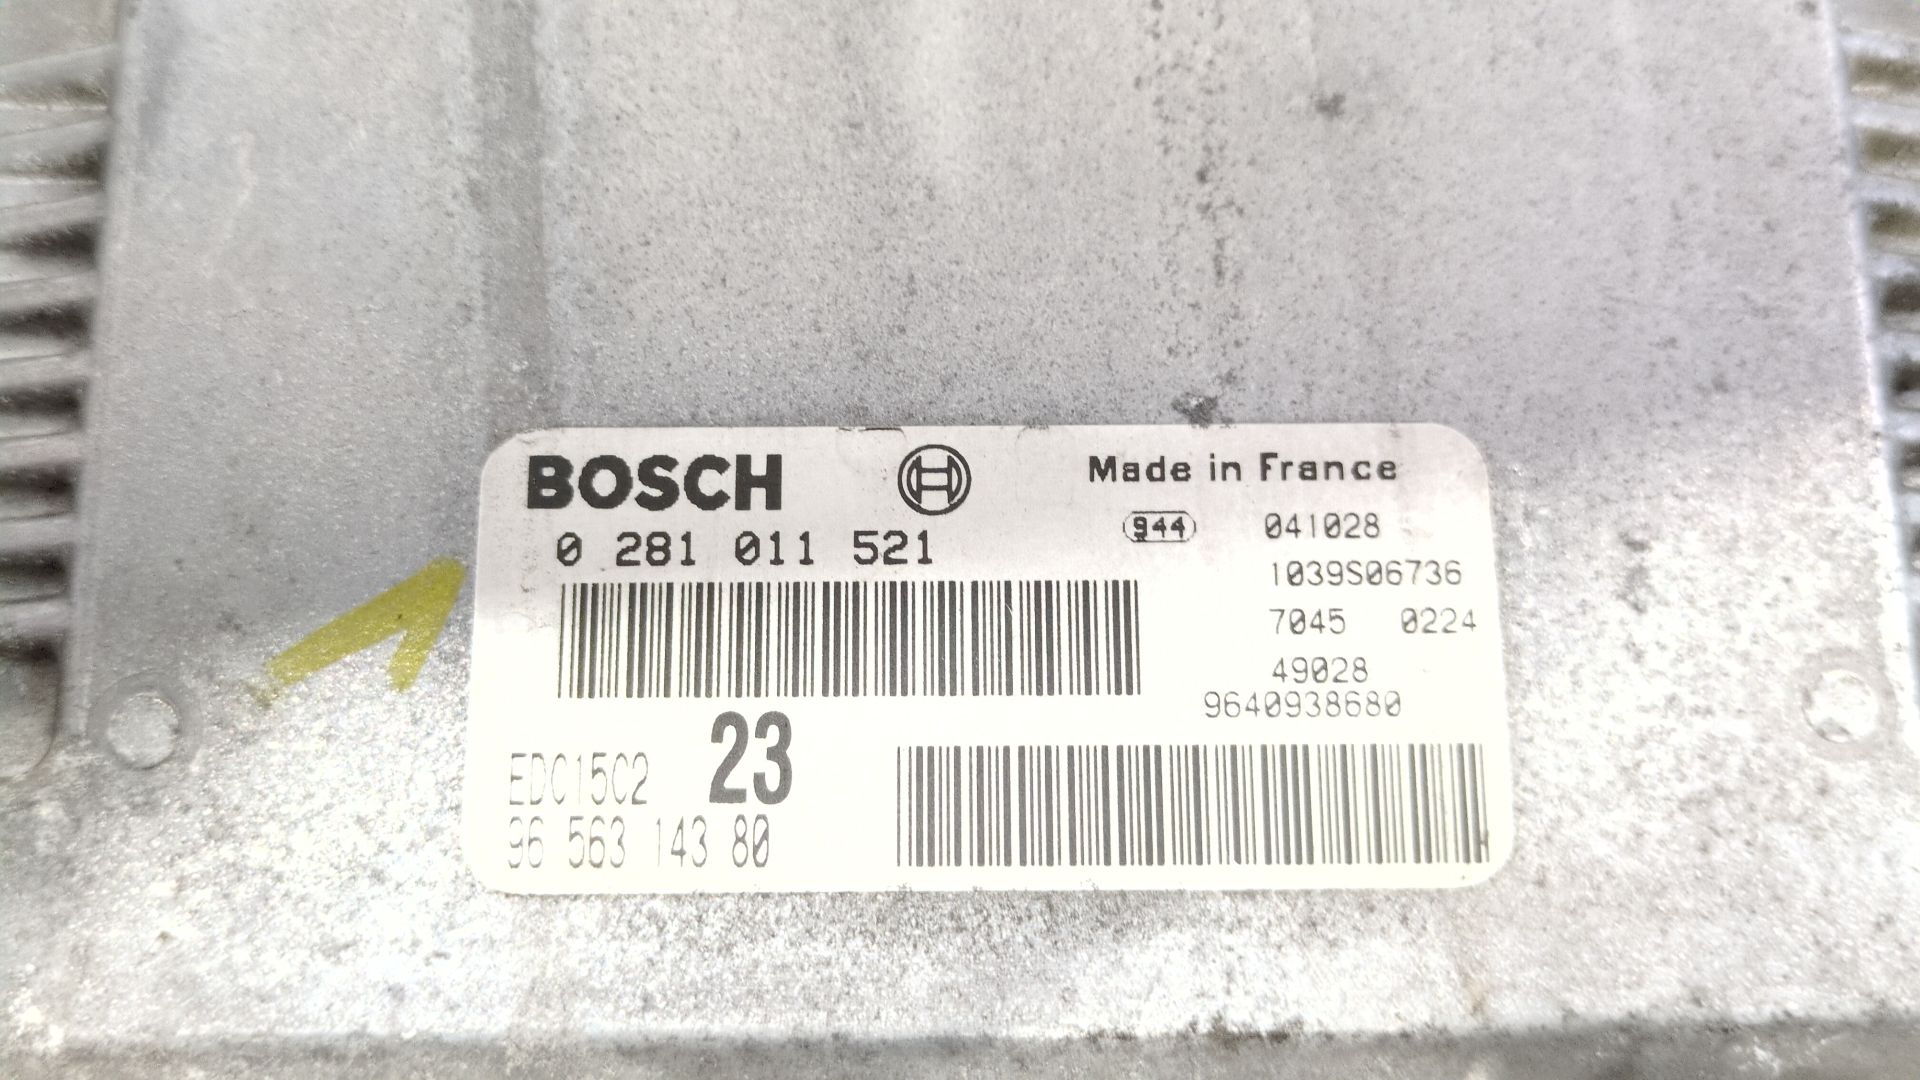 BOSCH
Made in France
0 281 011 521
944 041028
1039S06736
7045 0224
49028
9640938680
EDC15C2 23
96 563 143 80